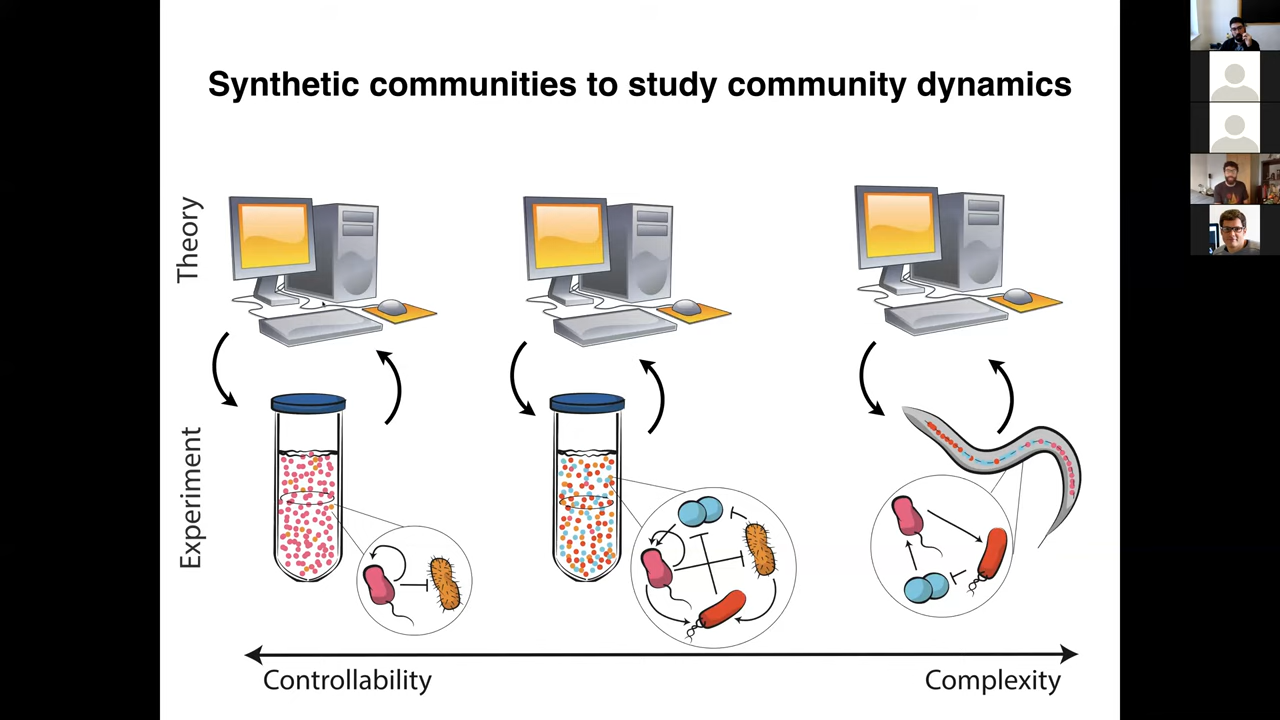 Synthetic communities to study community dynamics
Theory
Experiment
Controllability
Complexity